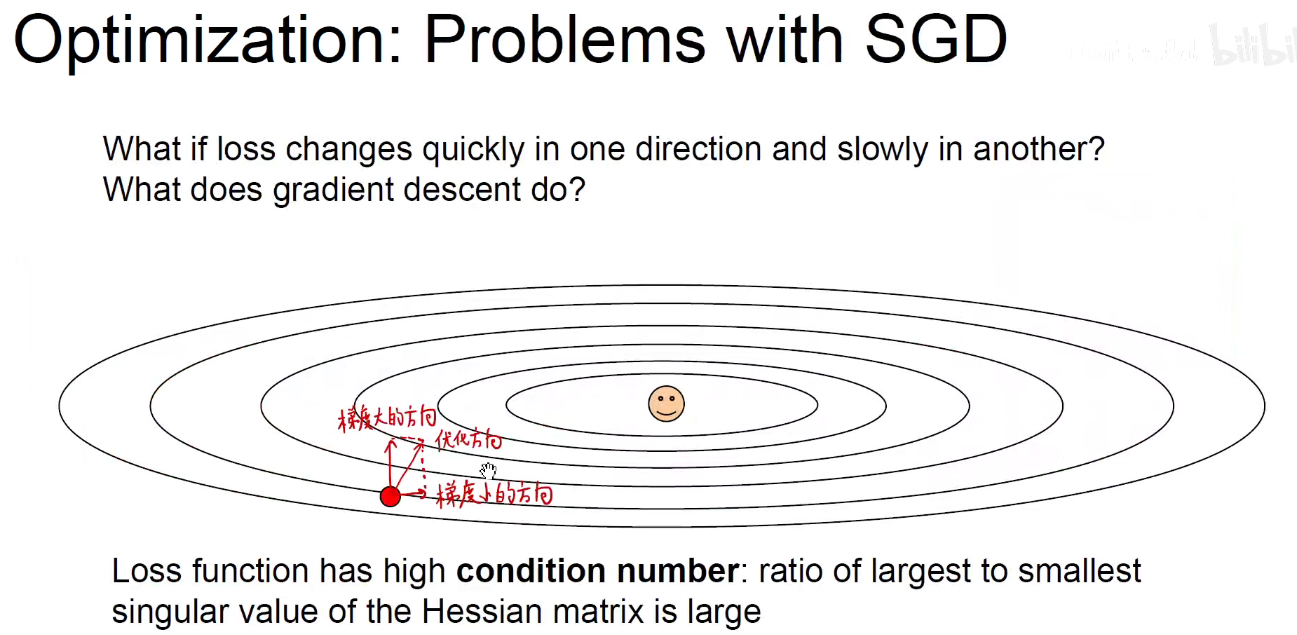 Optimization: Problems with SGD
bilibil
What if loss changes quickly in one direction and slowly in another?
What does gradient descent do?
梯度大的方向
优化方向
梯度小的方向
Loss function has high condition number: ratio of largest to smallest
singular value of the Hessian matrix is large